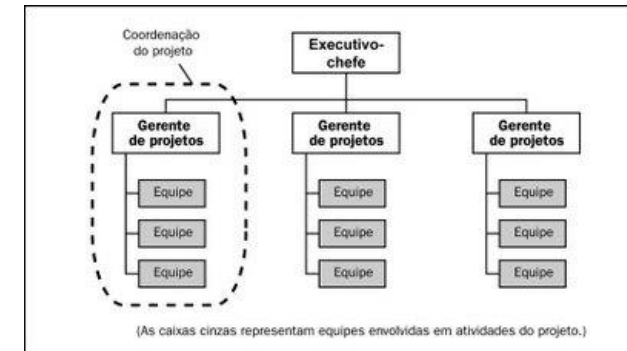 Coordenação
do projeto
Executivo-
chefe
Gerente
de projetos
Gerente
de projetos
Gerente
de projetos
Equipe
Equipe
Equipe
Equipe
Equipe
Equipe
Equipe
Equipe
Equipe
(As caixas cinzas representam equipes envolvidas em atividades do projeto.)